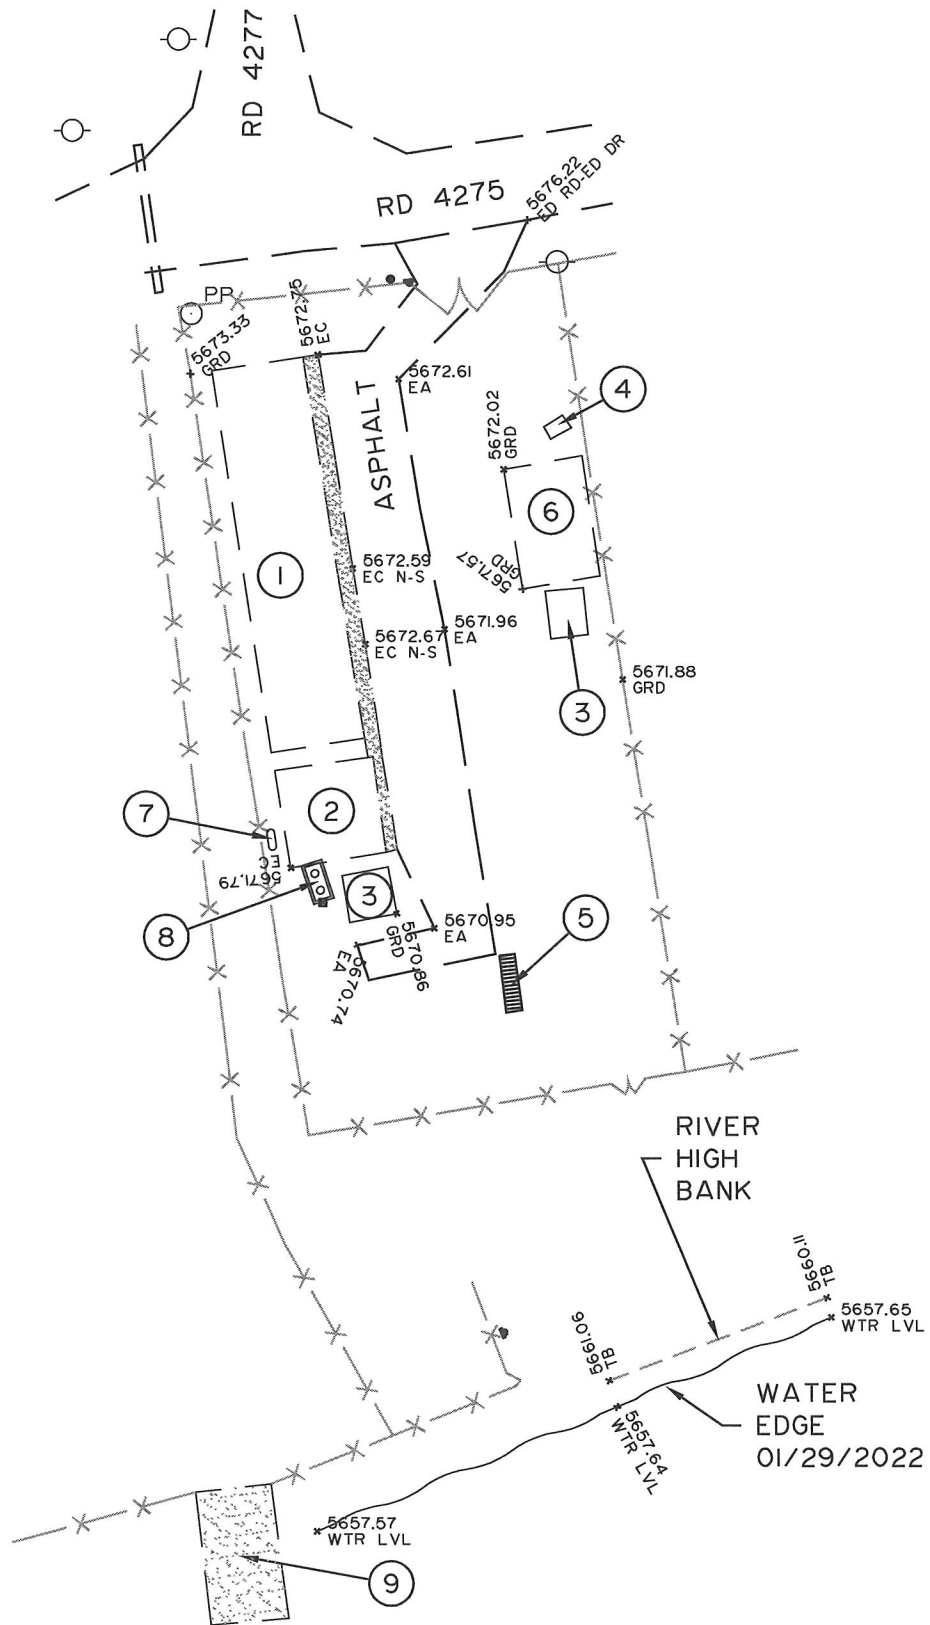 RD 4277
5676.22
ED RD-ED DR
RD 4275
PP
5672.75
EC
5673.33
GRD
5672.61
EA
4
ASPHALT
5672.02
GRD
6
5672.59
EC N-S
5671.57
GRD
1
5672.67
EC N-S
5671.96
EA
5671.88
GRD
3
2
7
5671.79
EC
8
3
5670.95
EA
5
5670.86
GRD
5670.74
EA
RIVER
HIGH
BANK
5660.11
TB
5657.65
WTR LVL
5661.06
TB
WATER
EDGE
01/29/2022
5657.64
WTR LVL
5657.57
WTR LVL
9